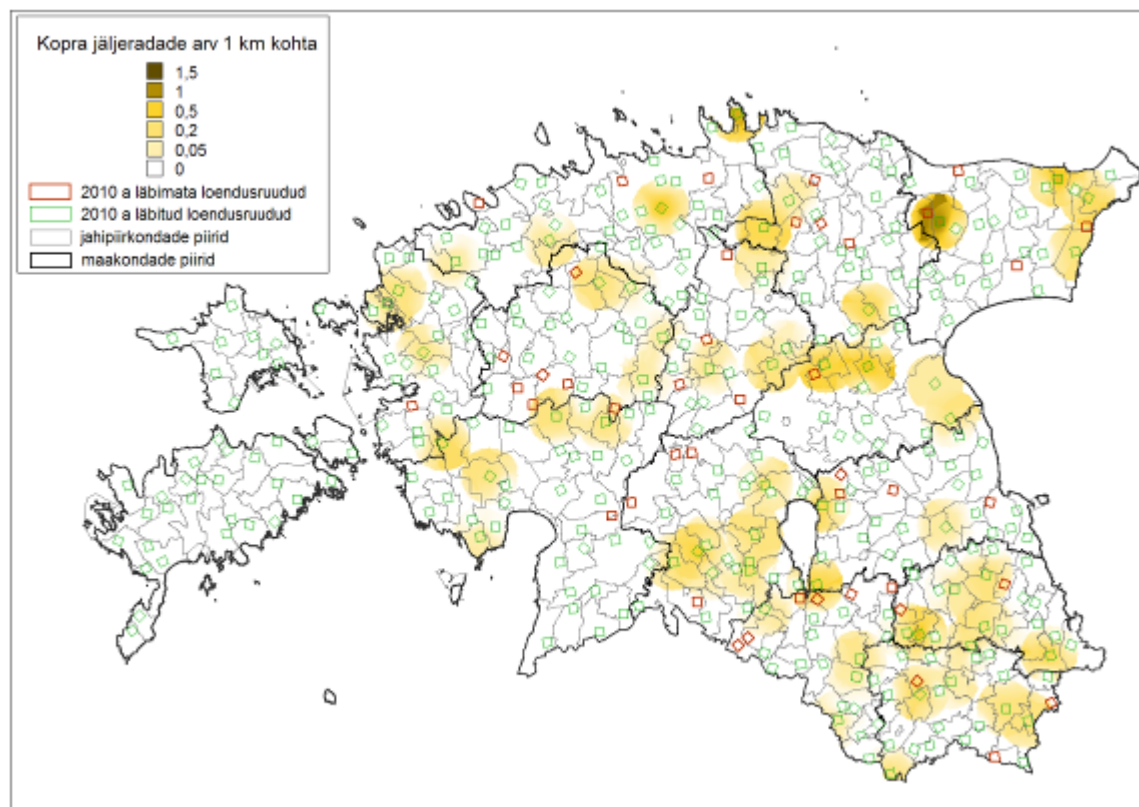 Kopra jäljeradade arv 1 km kohta
1,5
1
0,5
0,2
0,05
0
2010 a läbimata loendusruudud
2010 a läbitud loendusruudud
jahipiirkondade piirid
maakondade piirid